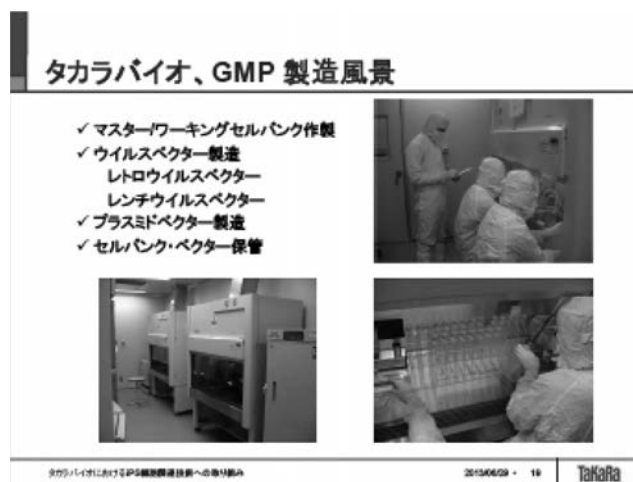 タカラバイオ、GMP 製造風景
✓ マスター/ワーキングセルバンク作製
✓ ウイルスベクター製造
レトロウイルスベクター
レンチウイルスベクター
✓ プラスミドベクター製造
✓ セルバンク・ベクター保管
タカラバイオにおけるiPS細胞関連技術への取り組み
2013/06/29・ 19
TaKaRa